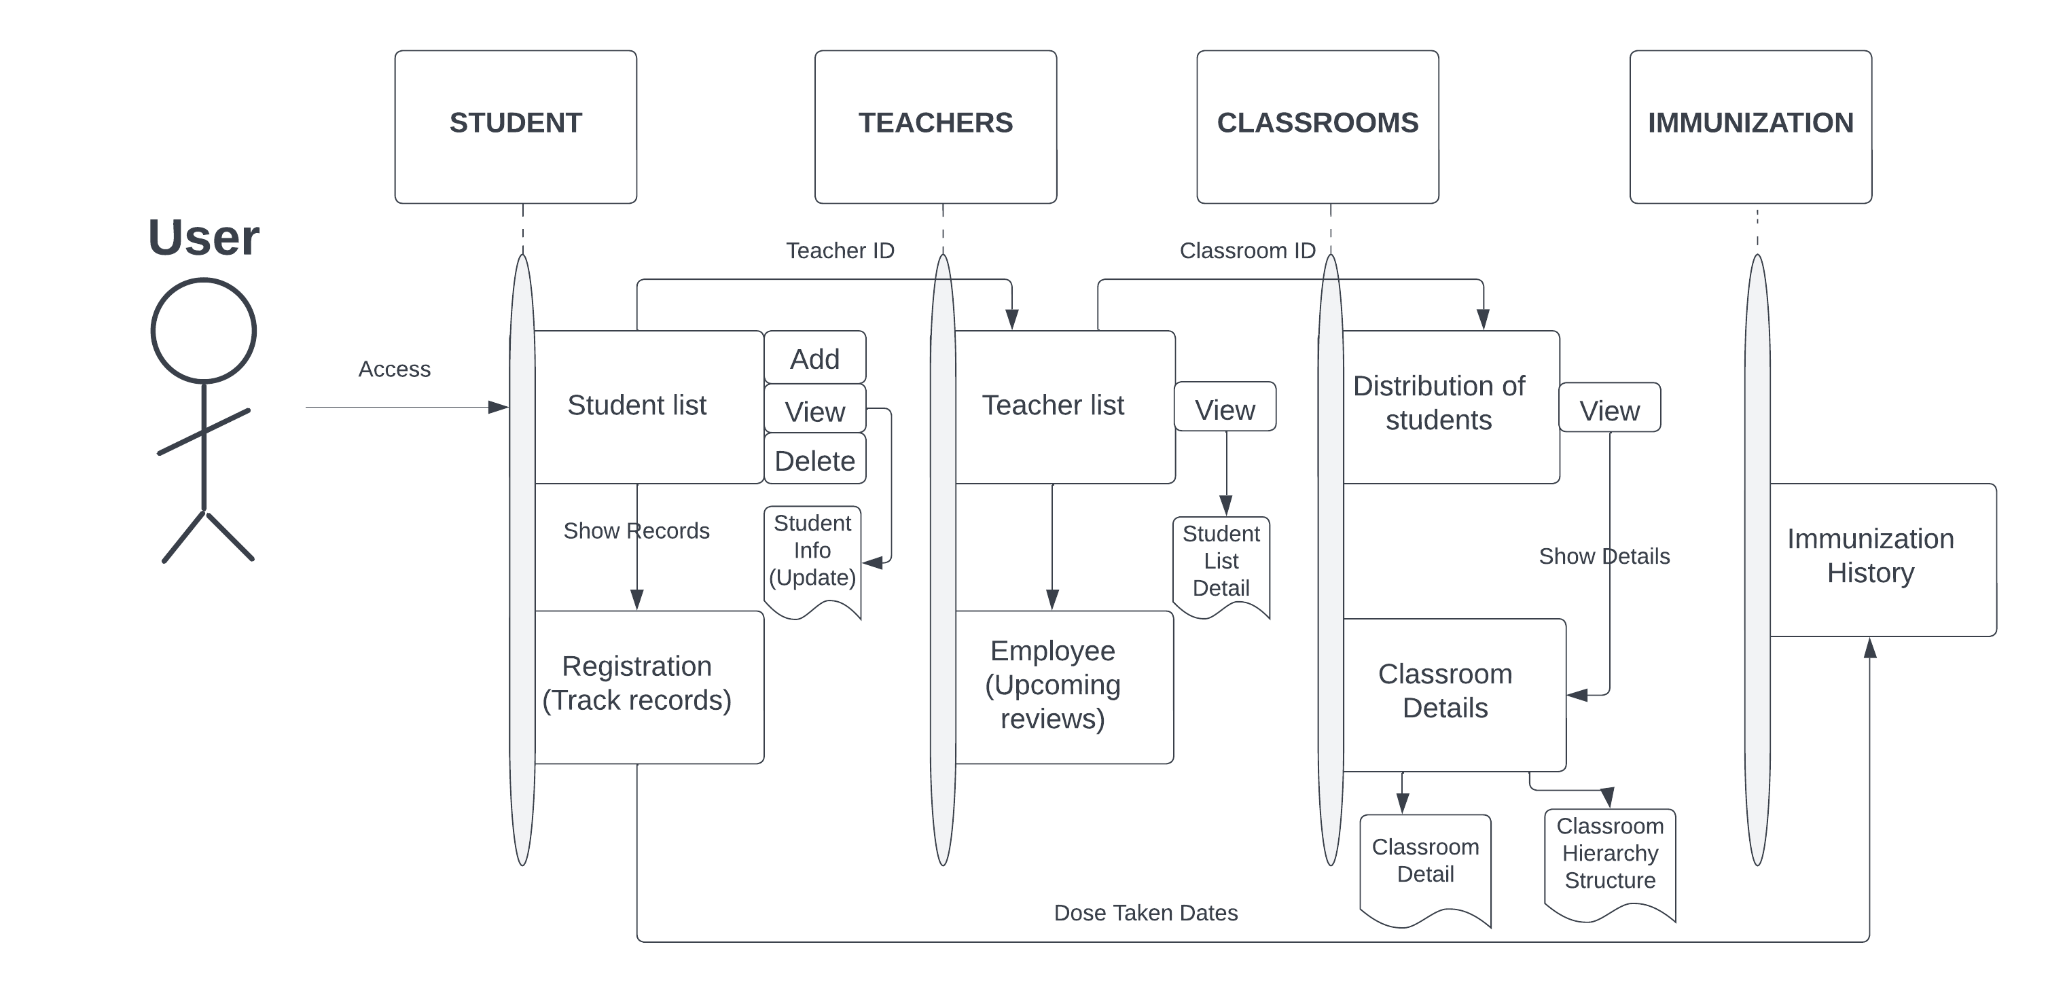 STUDENT
TEACHERS
CLASSROOMS
IMMUNIZATION
User
Teacher ID
Classroom ID
Access
Student list
Add
View
Delete
Teacher list
View
Distribution of
students
View
Show Records
Student
Info
(Update)
Student
List
Detail
Show Details
Immunization
History
Registration
(Track records)
Employee
(Upcoming
reviews)
Classroom
Details
Classroom
Detail
Classroom
Hierarchy
Structure
Dose Taken Dates